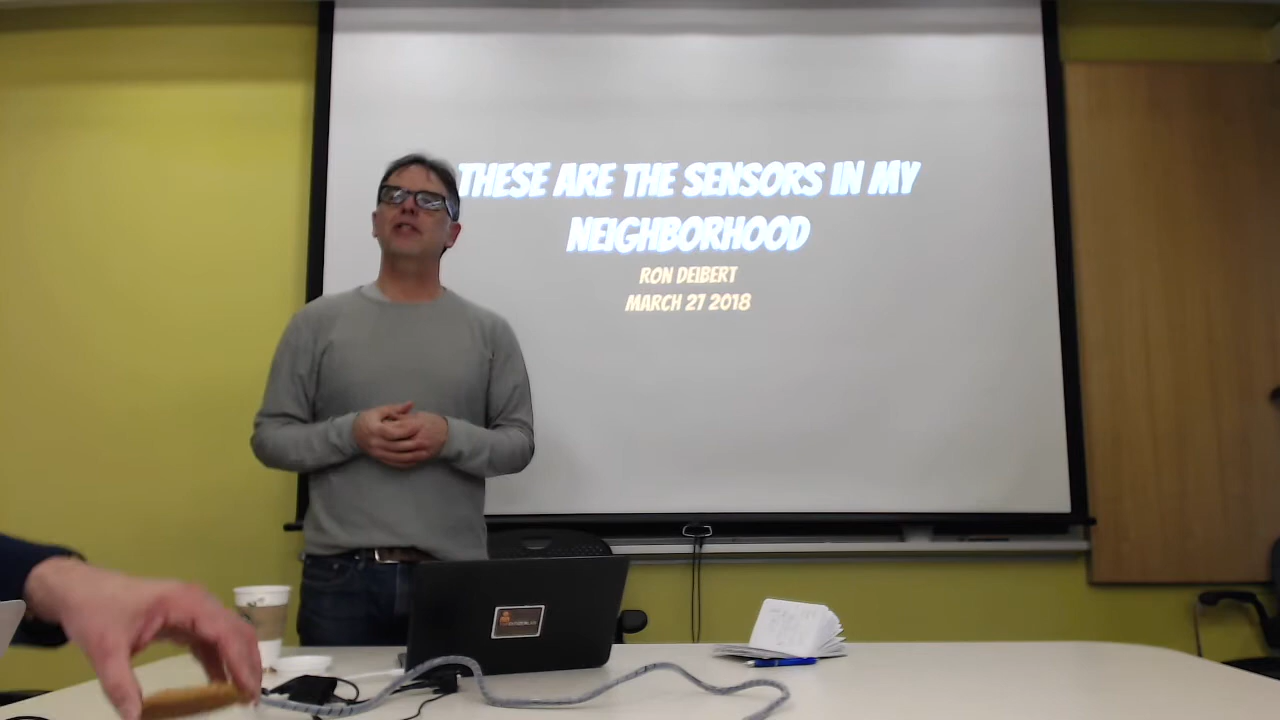 THESE ARE THE SENSORS IN MY
NEIGHBORHOOD
RON DEIBERT
MARCH 27 2018